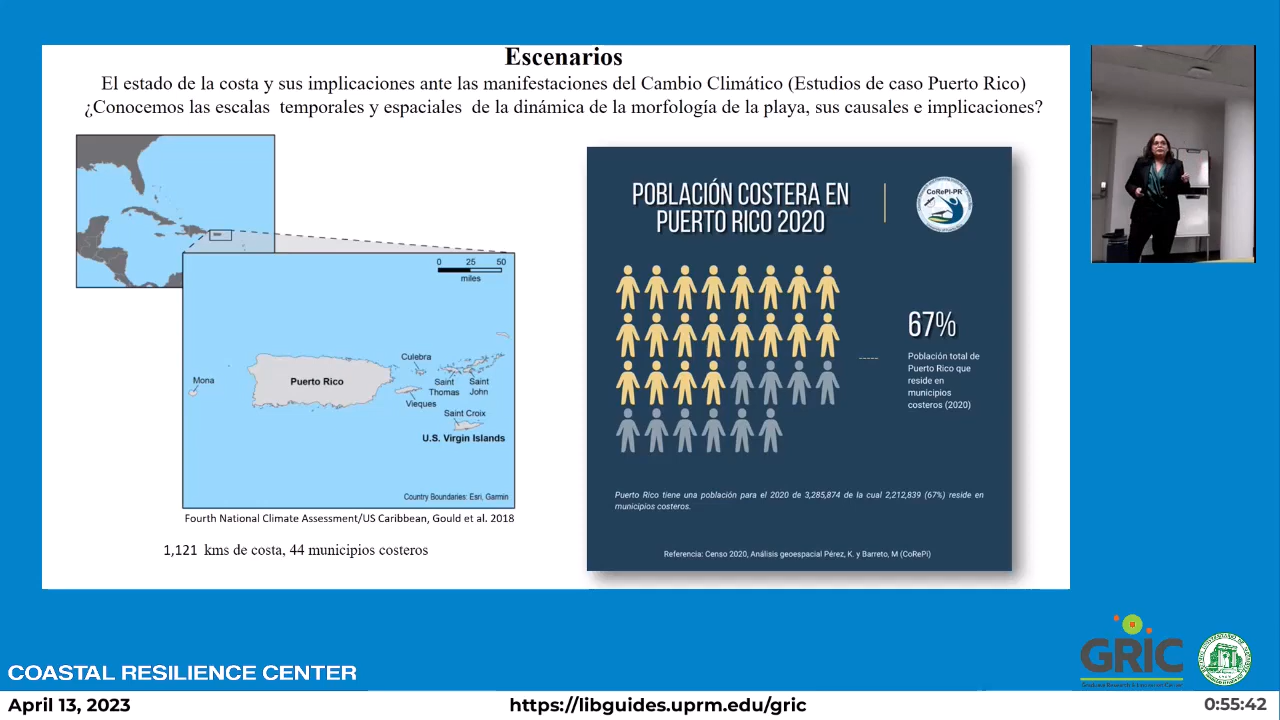 Escenarios
El estado de la costa y sus implicaciones ante las manifestaciones del Cambio Climático (Estudios de caso Puerto Rico)
¿Conocemos las escalas temporales y espaciales de la dinámica de la morfología de la playa, sus causales e implicaciones?
0 25 50
miles
Culebra
Mona
Puerto Rico
Saint
Thomas
Saint
John
Vieques
Saint Croix
U.S. Virgin Islands
Country Boundaries: Esri, Garmin
Fourth National Climate Assessment/US Caribbean, Gould et al. 2018
1,121 kms de costa, 44 municipios costeros
POBLACIÓN COSTERA EN
PUERTO RICO 2020
CoRePI-PR
67%
Población total de
Puerto Rico que
reside en
municipios
costeros (2020)
Puerto Rico tiene una población para el 2020 de 3,285,874 de la cual 2,212,839 (67%) reside en
municipios costeros.
Referencia: Censo 2020, Análisis geoespacial Pérez, K. y Barreto, M (CoRePi)
GRIC
COASTAL RESILIENCE CENTER
April 13, 2023
https://libguides.uprm.edu/gric
0:55:42